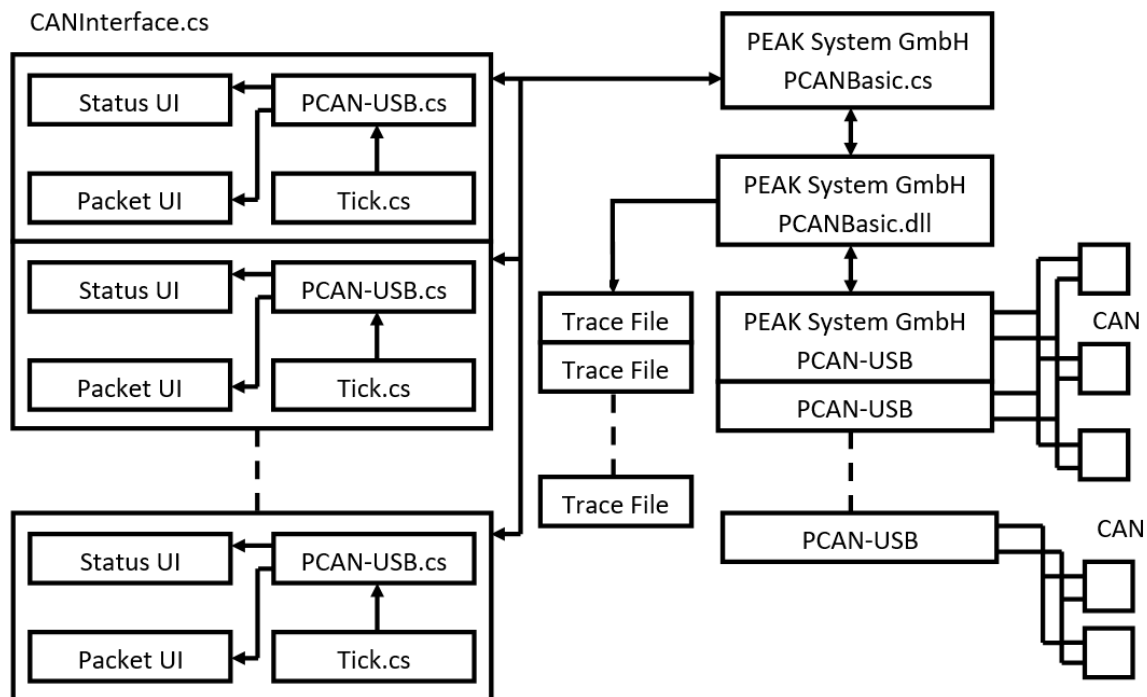 CANInterface.cs
Status UI
PCAN-USB.cs
Packet UI
Tick.cs
Status UI
PCAN-USB.cs
Packet UI
Tick.cs
Status UI
PCAN-USB.cs
Packet UI
Tick.cs
PEAK System GmbH
PCANBasic.cs
PEAK System GmbH
PCANBasic.dll
Trace File
Trace File
Trace File
PEAK System GmbH
PCAN-USB
PCAN-USB
PCAN-USB
CAN
CAN